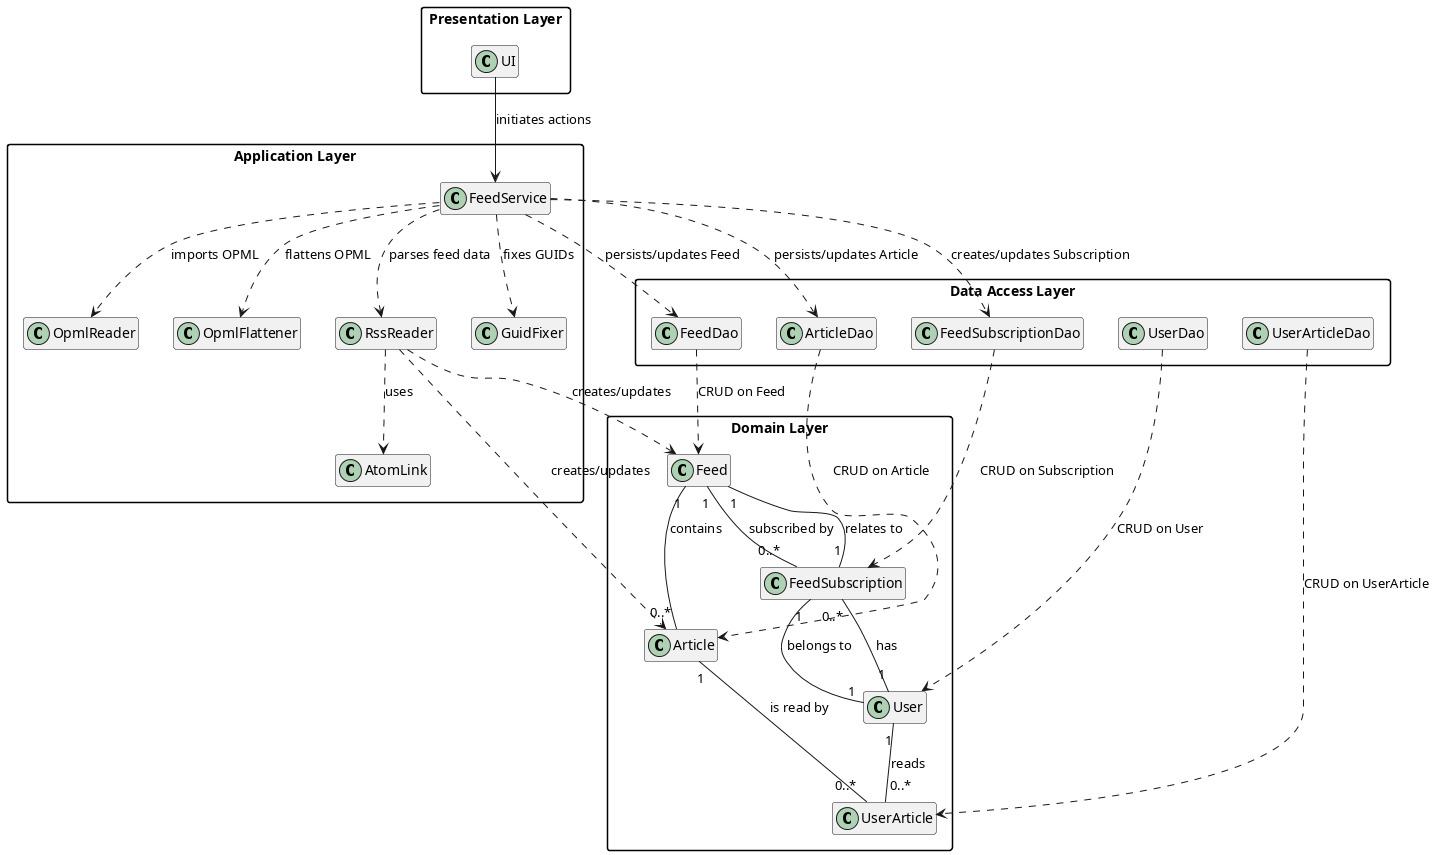 Presentation Layer
C UI
initiates actions
Application Layer
C FeedService
imports OPML
flattens OPML
parses feed data
fixes GUIDs
persists/updates Feed
persists/updates Article
creates/updates Subscription
Data Access Layer
C OpmlReader
C OpmlFlattener
C RssReader
C GuidFixer
C FeedDao
C ArticleDao
C FeedSubscriptionDao
C UserDao
C UserArticleDao
uses
creates/updates
CRUD on Feed
Domain Layer
C AtomLink
creates/updates
C Feed
CRUD on Article
CRUD on Subscription
1
1
1
contains
subscribed by
relates to
CRUD on User
0..*
1
C FeedSubscription
CRUD on UserArticle
0..*
1
0..*
C Article
belongs to
has
1
1
1
C User
is read by
1
reads
0..*
0..*
C UserArticle